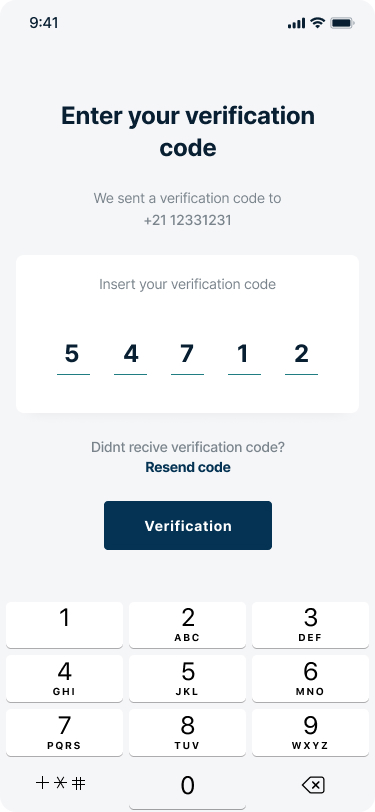 9:41
Enter your verification
code
We sent a verification code to
+21 12331231
Insert your verification code
5 4 7 1 2
Didnt recive verification code?
Resend code
Verification
1 2 3
ABC DEF
4 5 6
GHI JKL MNO
7 8 9
PQRS TUV WXYZ
+*# 0